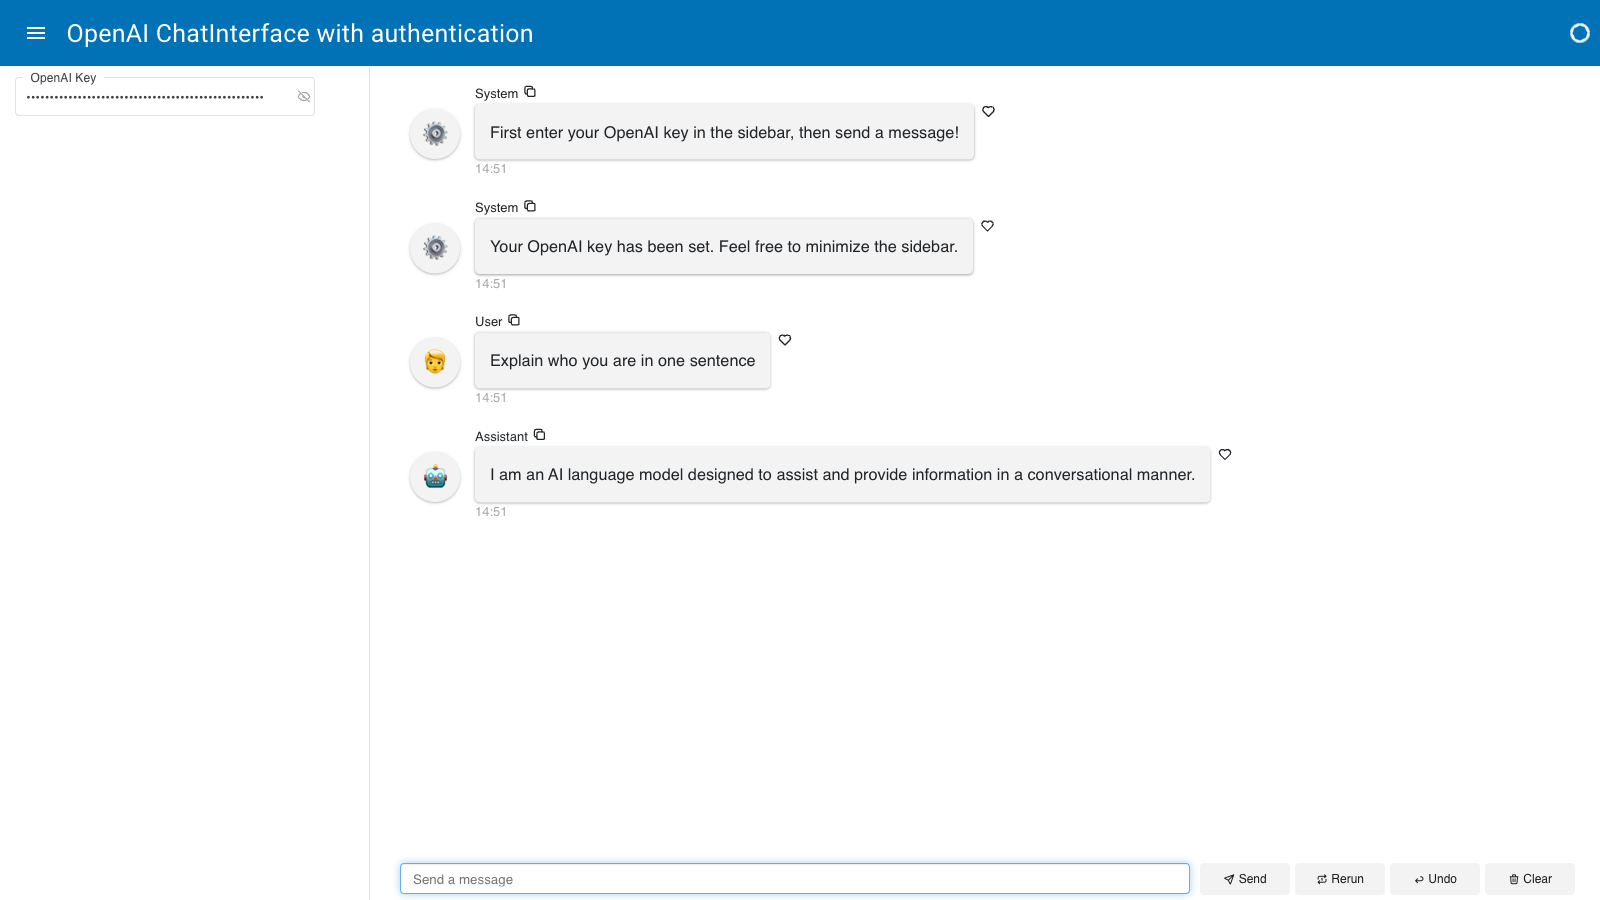 OpenAI ChatInterface with authentication
OpenAI Key
••••••••••••••••••••••••••••••••••••••••••••••••
System
First enter your OpenAI key in the sidebar, then send a message!
14:51
System
Your OpenAI key has been set. Feel free to minimize the sidebar.
14:51
User
Explain who you are in one sentence
14:51
Assistant
I am an AI language model designed to assist and provide information in a conversational manner.
14:51
Send a message
Send
Rerun
Undo
Clear